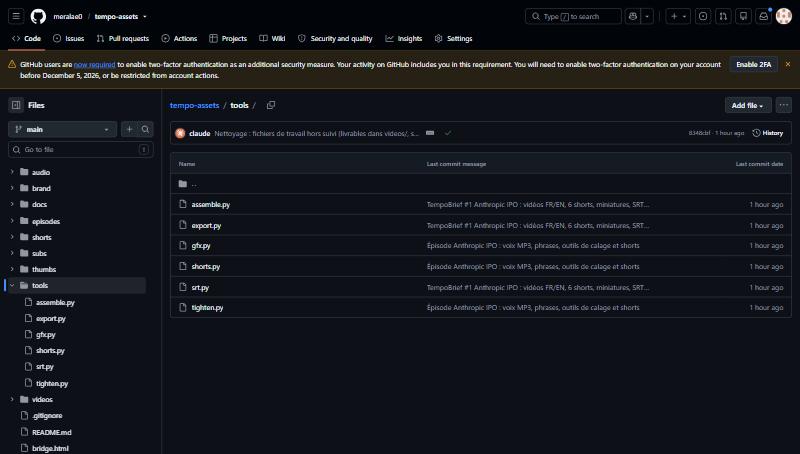 meralae0 / tempo-assets
Type / to search
Code Issues Pull requests Actions Projects Wiki Security and quality Insights Settings
GitHub users are now required to enable two-factor authentication as an additional security measure. Your activity on GitHub includes you in this requirement. You will need to enable two-factor authentication on your account
before December 5, 2026, or be restricted from account actions.
Enable 2FA
Files
main
Go to file
audio
brand
docs
episodes
shorts
subs
thumbs
tools
assemble.py
export.py
gfx.py
shorts.py
srt.py
tighten.py
videos
.gitignore
README.md
bridge.html
tempo-assets / tools /
Add file
claude Nettoyage : fichiers de travail hors suivi (livrables dans videos/, s...
8348cbf · 1 hour ago History
Name Last commit message Last commit date
..
assemble.py TempoBrief #1 Anthropic IPO : vidéos FR/EN, 6 shorts, miniatures, SRT... 1 hour ago
export.py TempoBrief #1 Anthropic IPO : vidéos FR/EN, 6 shorts, miniatures, SRT... 1 hour ago
gfx.py Épisode Anthropic IPO : voix MP3, phrases, outils de calage et shorts 1 hour ago
shorts.py Épisode Anthropic IPO : voix MP3, phrases, outils de calage et shorts 1 hour ago
srt.py TempoBrief #1 Anthropic IPO : vidéos FR/EN, 6 shorts, miniatures, SRT... 1 hour ago
tighten.py Épisode Anthropic IPO : voix MP3, phrases, outils de calage et shorts 1 hour ago